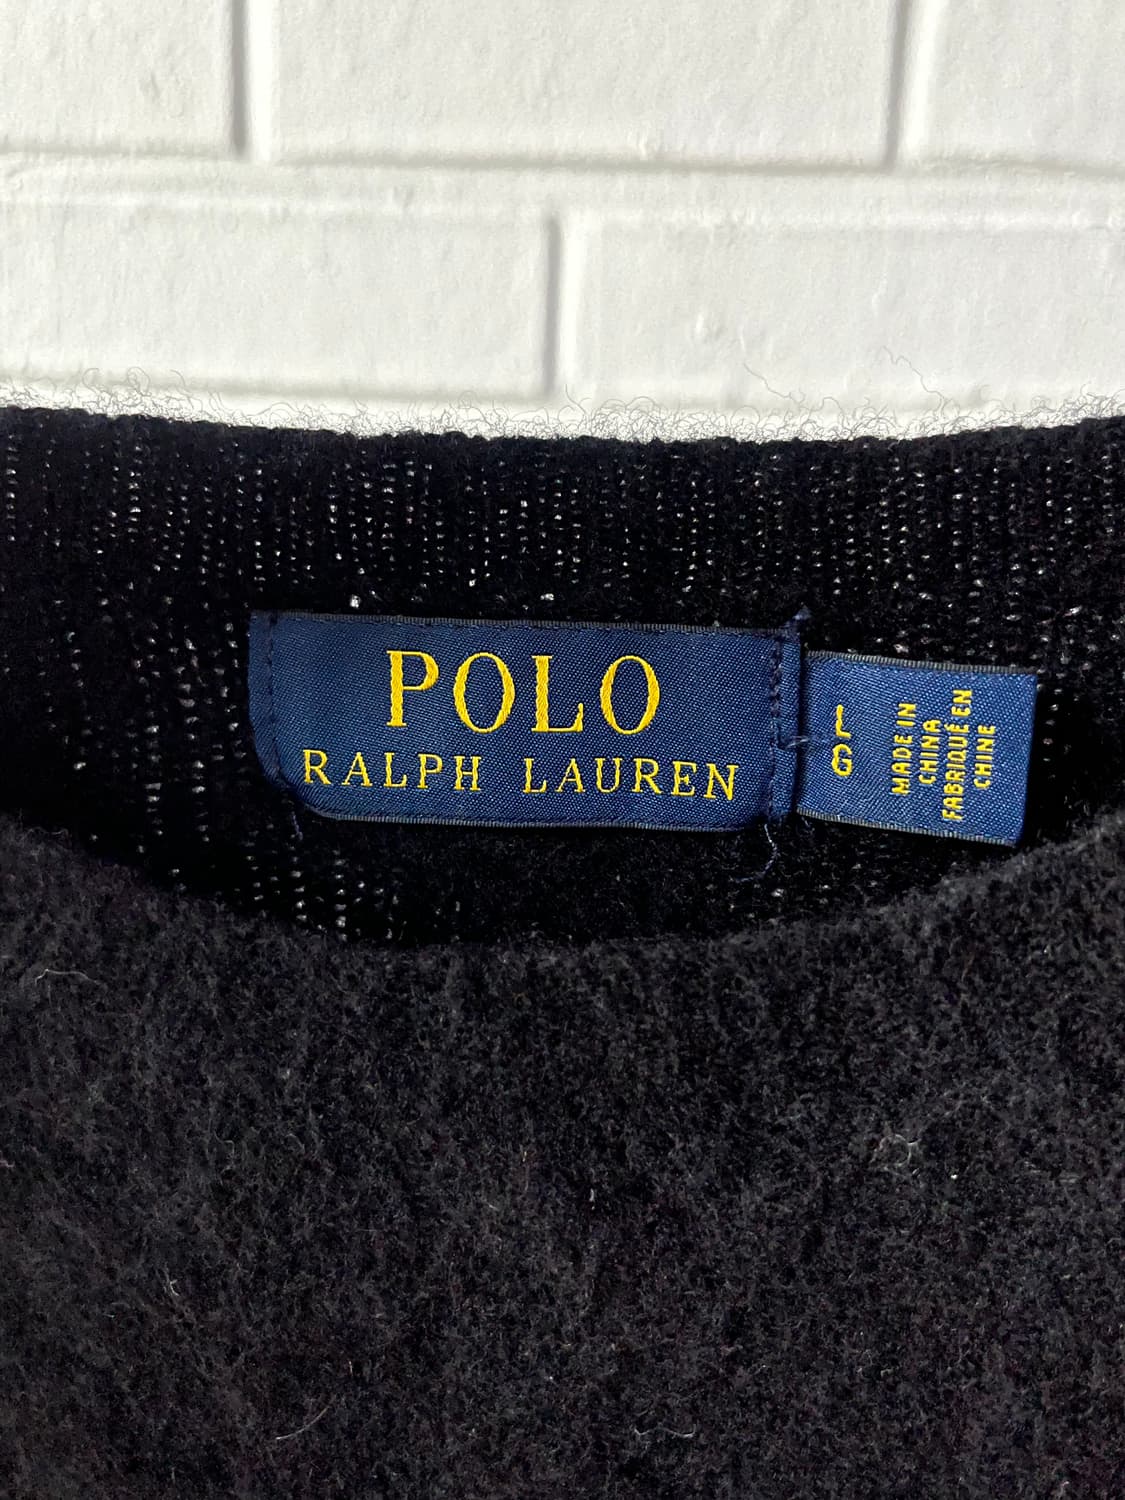 POLO
RALPH LAUREN
L
G
MADE IN
CHINA
FABRIQUÉ EN
CHINE